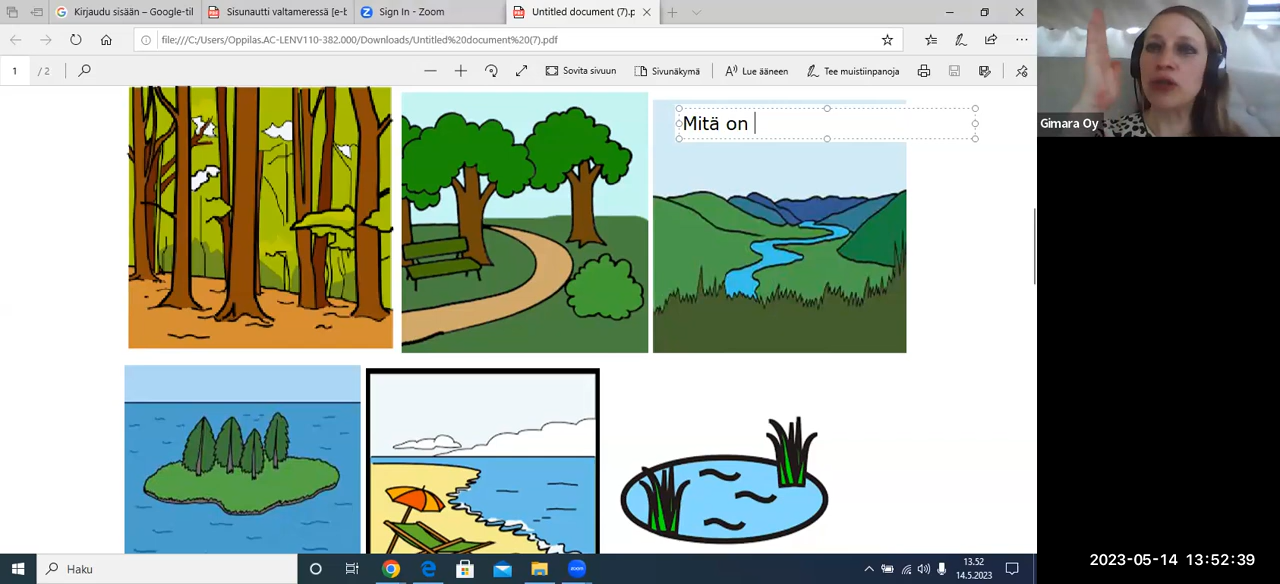 Kirjaudu sisään – Google-til
Sisunautti valtameressä [e-b
Sign In - Zoom
Untitled document (7).p
file:///C:/Users/Oppilas.AC-LENV110-382.000/Downloads/Untitled%20document%20(7).pdf
1 / 2
Sovita sivuun
Sivunäkymä
Lue ääneen
Tee muistiinpanoja
Gimara Oy
Mitä on
Haku
zoom
13.52
14.5.2023
2023-05-14 13:52:39